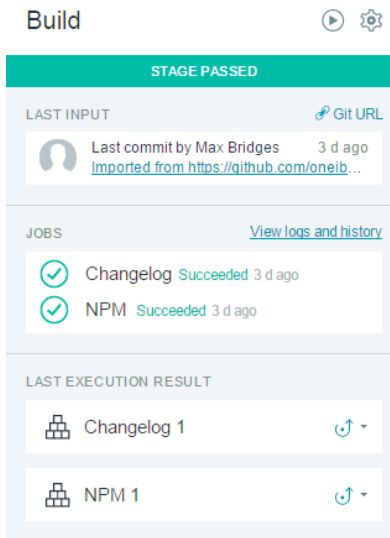 Build
STAGE PASSED
LAST INPUT
Git URL
Last commit by Max Bridges
3 d ago
Imported from https://github.com/oneib...
JOBS
View logs and history
Changelog Succeeded 3 d ago
NPM Succeeded 3 d ago
LAST EXECUTION RESULT
Changelog 1
NPM 1